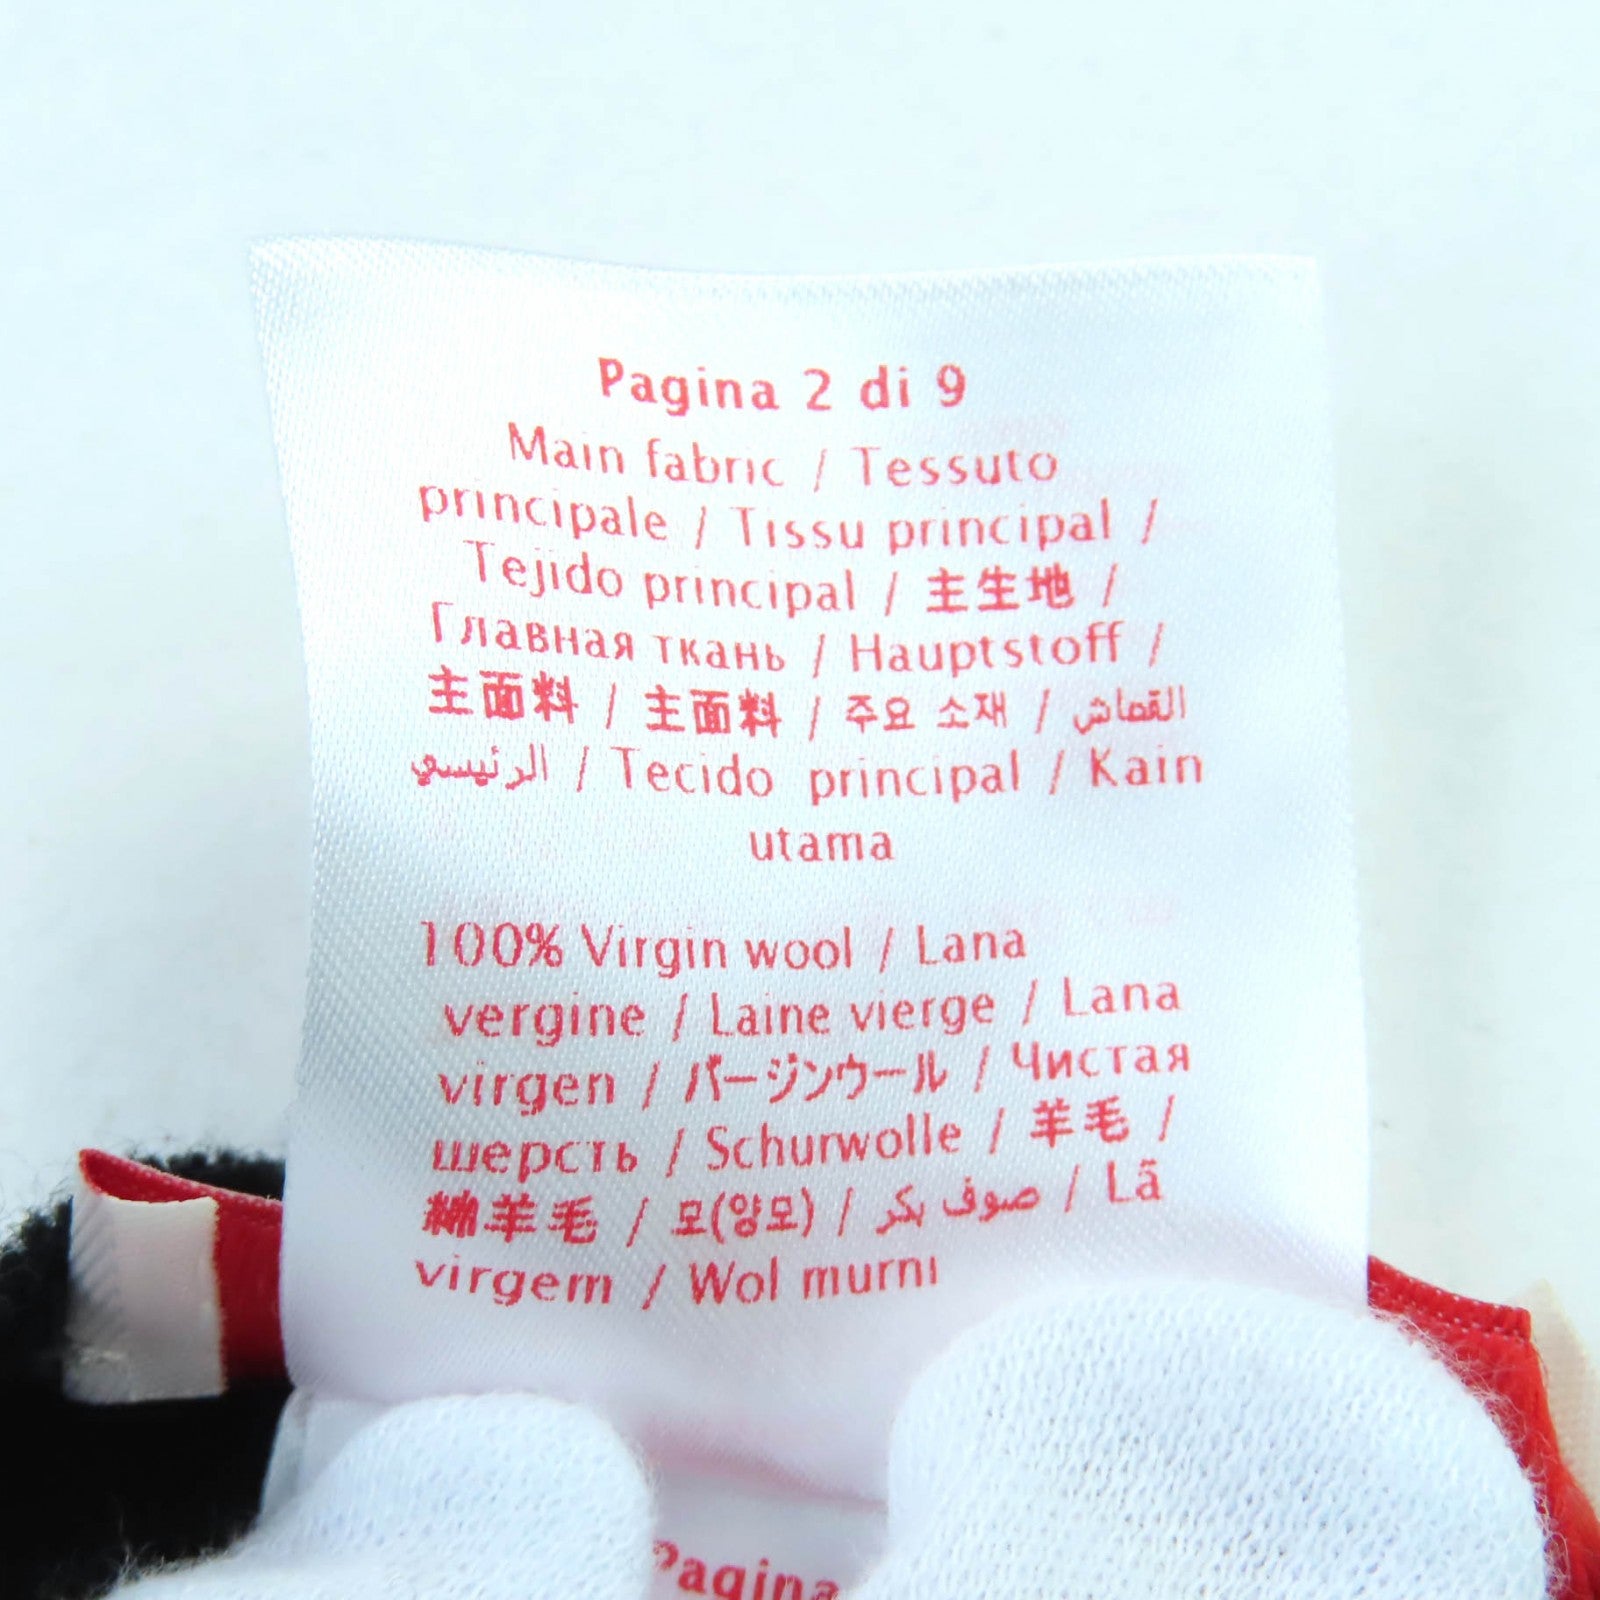 Pagina 2 di 9
Main fabric / Tessuto
principale / Tissu principal /
Tejido principal / 主生地 /
Главная ткань / Hauptstoff /
主面料 / 主面料 / 주요 소재 / القماش
الرئيسي / Tecido principal / Kain
utama
100% Virgin wool / Lana
vergine / Laine vierge / Lana
virgen / バージンウール / Чистая
шерсть / Schurwolle / 羊毛 /
綿羊毛 / 모(양모) / صوف بكر / Lã
virgem / Wol murni
Pagina